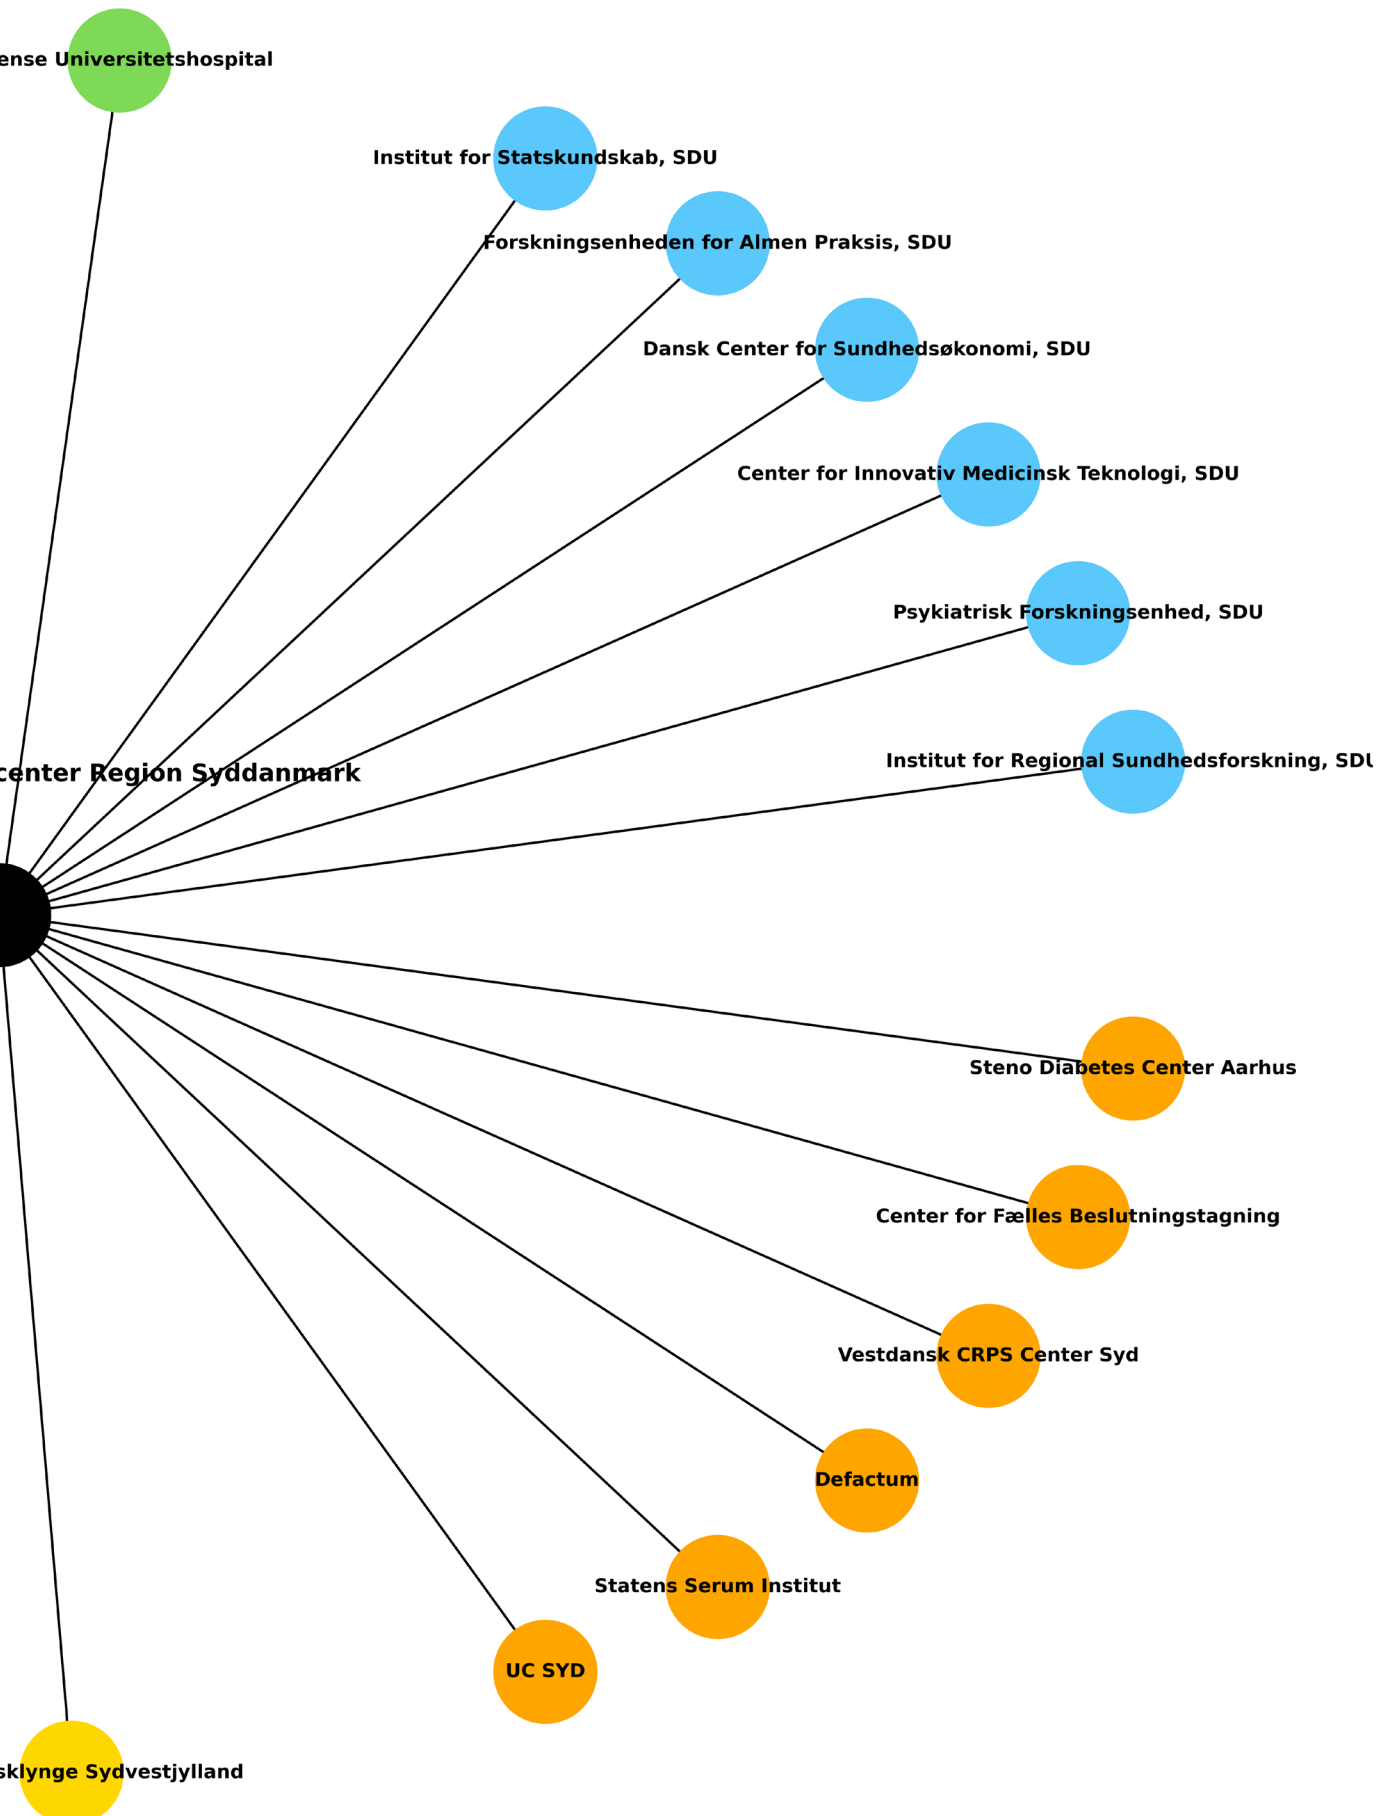 Universitetshospital
Institut for Statskundskab, SDU
Forskningsenheden for Almen Praksis, SDU
Dansk Center for Sundhedsøkonomi, SDU
Center for Innovativ Medicinsk Teknologi, SDU
Psykiatrisk Forskningsenhed, SDU
Institut for Regional Sundhedsforskning, SDU
center Region Syddanmark
Steno Diabetes Center Aarhus
Center for Fælles Beslutningstagning
Vestdansk CRPS Center Syd
Defactum
Statens Serum Institut
UC SYD
Sydvestjylland